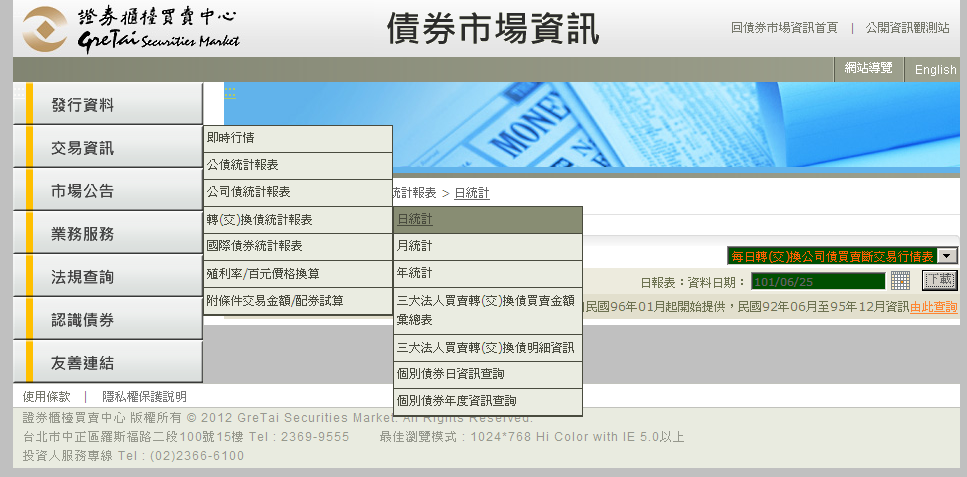 證券櫃檯買賣中心
GreTai Securities Market
債券市場資訊
回債券市場資訊首頁 | 公開資訊觀測站
網站導覽
English
發行資料
交易資訊
市場公告
業務服務
法規查詢
認識債券
友善連結
MONE
即時行情
公債統計報表
公司債統計報表
轉(交)換債統計報表
國際債券統計報表
殖利率/百元價格換算
附條件交易金額/配券試算
統計報表 > 日統計
日統計
月統計
年統計
三大法人買賣轉(交)換債買賣金額
彙總表
三大法人買賣轉(交)換債明細資訊
個別債券日資訊查詢
個別債券年度資訊查詢
每日轉(交)換公司債買賣斷交易行情表
日報表：資料日期： 101/06/25 下載
民國96年01月起開始提供，民國92年06月至95年12月資訊由此查詢
使用條款 | 隱私權保護說明
證券櫃檯買賣中心 版權所有 © 2012 GreTai Securities Market. All Rights Reserved.
台北市中正區羅斯福路二段100號15樓 Tel : 2369-9555 最佳瀏覽模式 : 1024*768 Hi Color with IE 5.0以上
投資人服務專線 Tel : (02)2366-6100